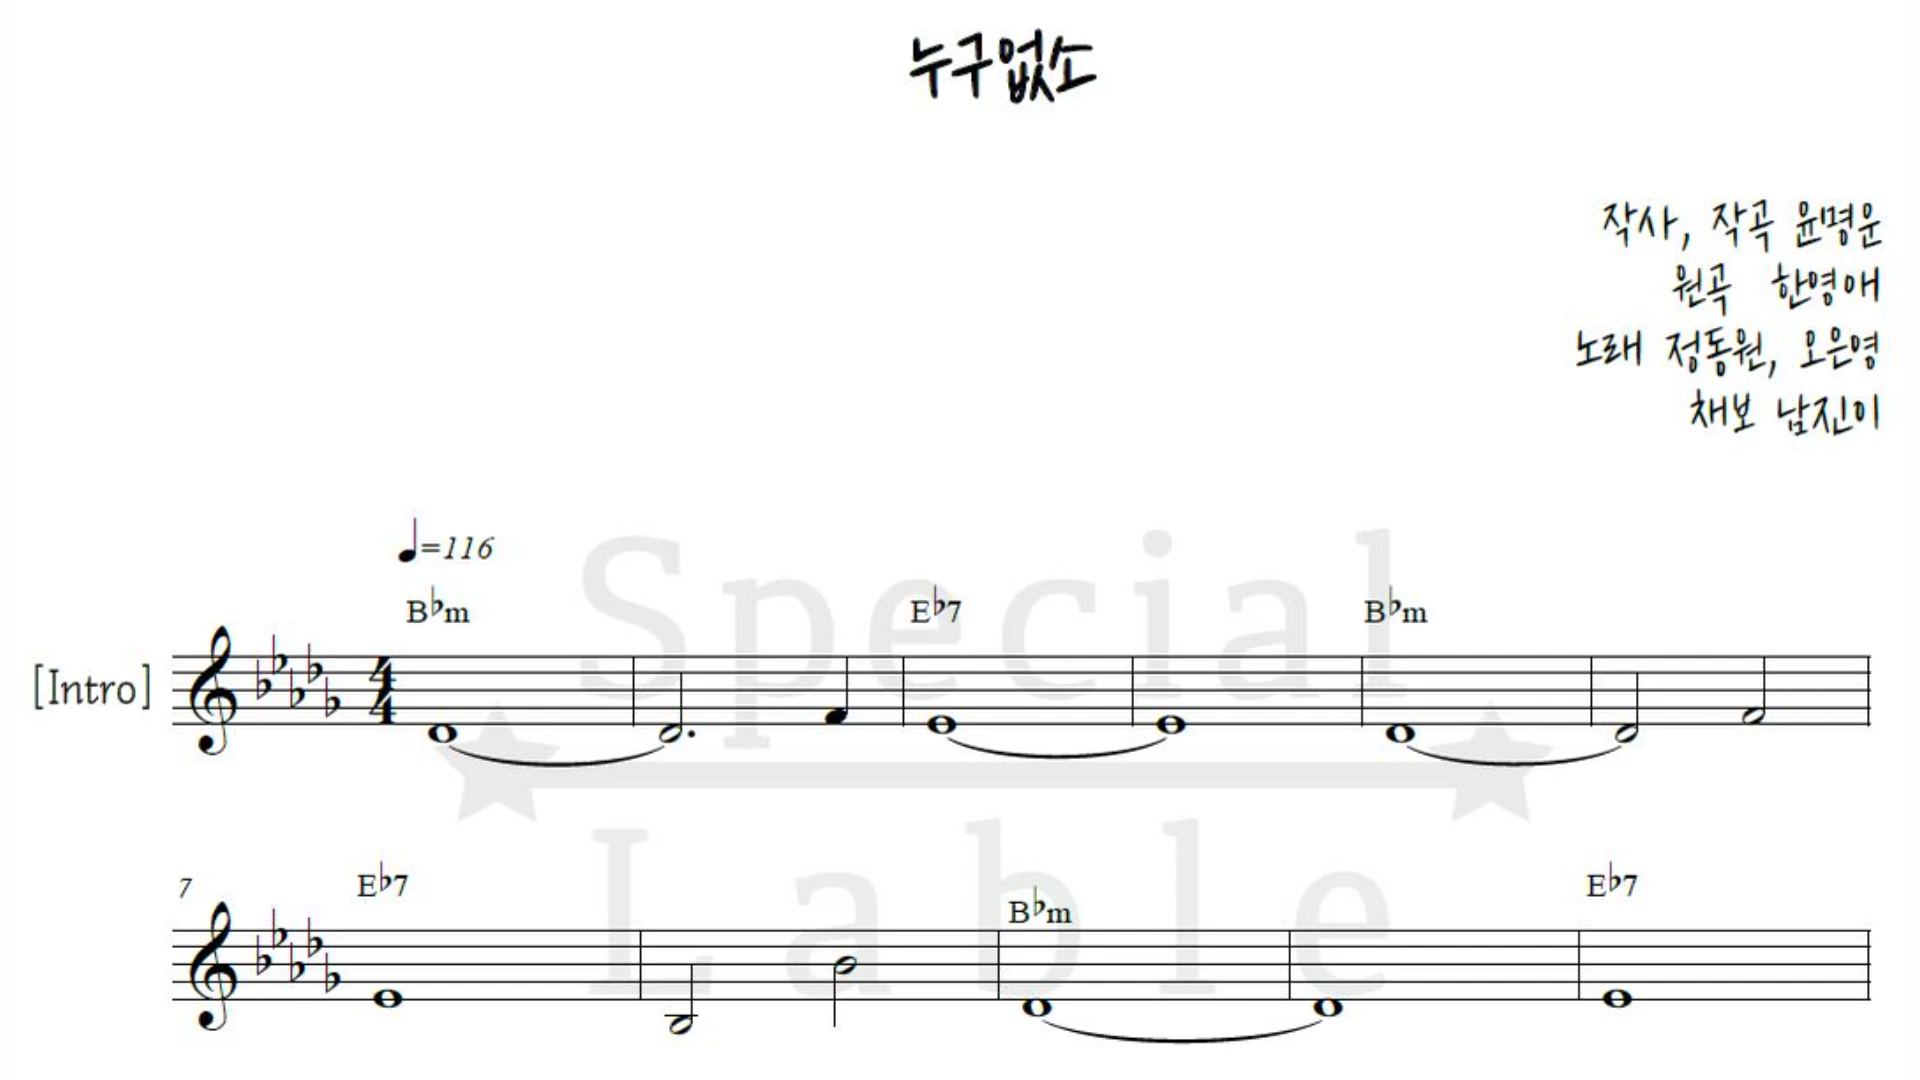 누구없소
작사, 작곡 윤명운
원곡 한영애
노래 정동원, 오은영
채보 남진이
♩=116
B♭m E♭7 B♭m
[Intro]
4
4
Special
7 E♭7 B♭m E♭7
Lable